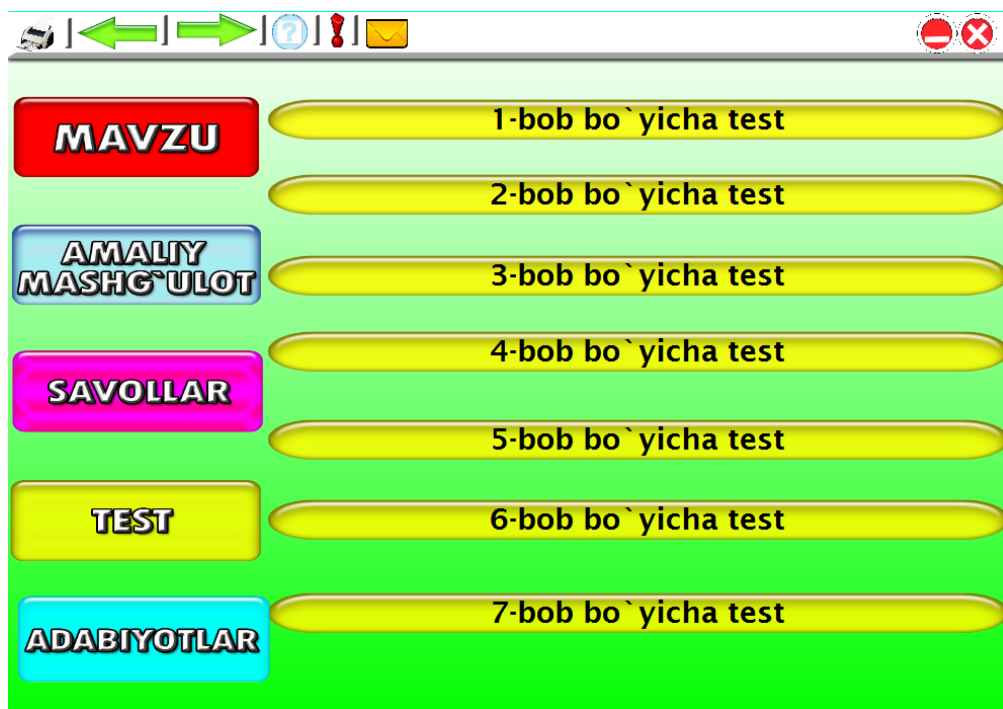 MAVZU
AMALIY
MASHG`ULOT
SAVOLLAR
TEST
ADABIYOTLAR
1-bob bo`yicha test
2-bob bo`yicha test
3-bob bo`yicha test
4-bob bo`yicha test
5-bob bo`yicha test
6-bob bo`yicha test
7-bob bo`yicha test